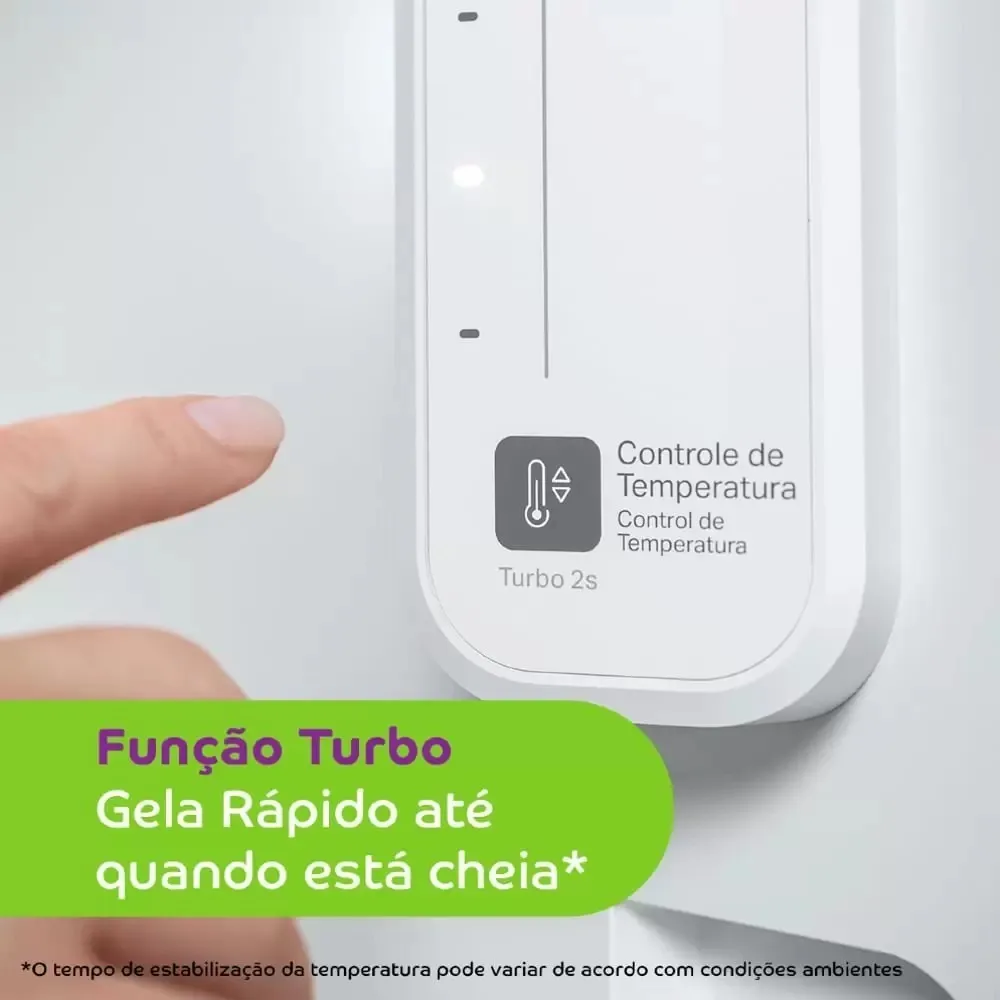 Controle de
Temperatura
Control de
Temperatura
Turbo 2s
Função Turbo
Gela Rápido até
quando está cheia*
*O tempo de estabilização da temperatura pode variar de acordo com condições ambientes